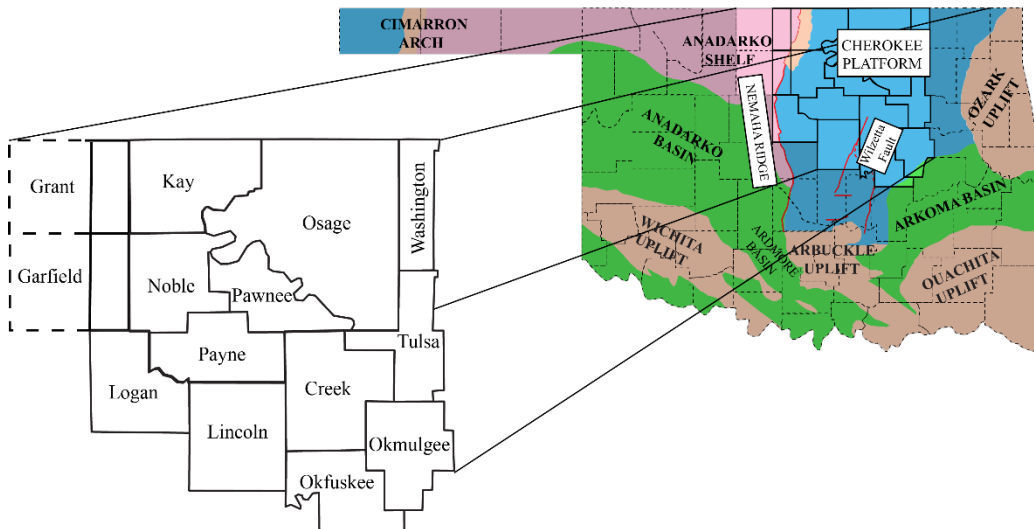 CIMARRON
ARCH
ANADARKO
SHELF
CHEROKEE
PLATFORM
OZARK
UPLIFT
NEMAHA RIDGE
ANADARKO
BASIN
Wilzetta
Fault
ARKOMA BASIN
WICHITA
UPLIFT
ARDMORE
BASIN
ARBUCKLE
UPLIFT
OUACHITA
UPLIFT
Grant
Kay
Osage
Washington
Garfield
Noble
Pawnee
Payne
Tulsa
Logan
Creek
Lincoln
Okmulgee
Okfuskee